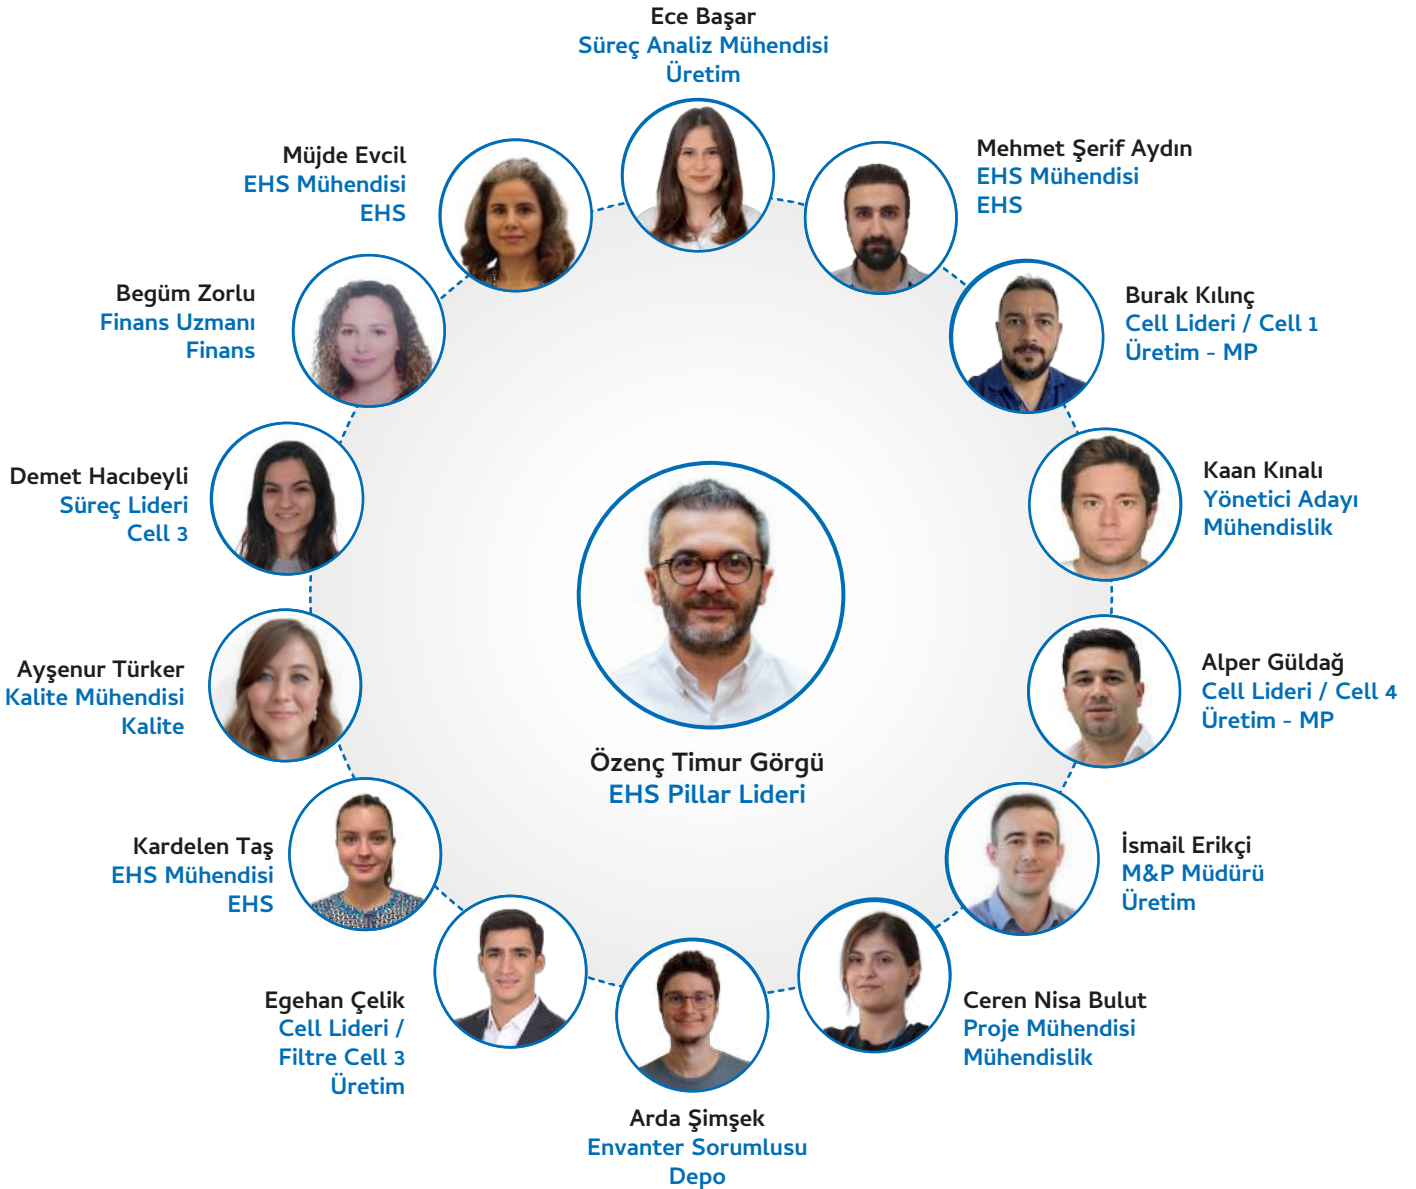 Ece Başar
Süreç Analiz Mühendisi
Üretim
Müjde Evcil
EHS Mühendisi
EHS
Mehmet Şerif Aydın
EHS Mühendisi
EHS
Begüm Zorlu
Finans Uzmanı
Finans
Burak Kılınç
Cell Lideri / Cell 1
Üretim - MP
Demet Hacıbeyli
Süreç Lideri
Cell 3
Kaan Kınalı
Yönetici Adayı
Mühendislik
Ayşenur Türker
Kalite Mühendisi
Kalite
Alper Güldağ
Cell Lideri / Cell 4
Üretim - MP
Özenç Timur Görgü
EHS Pillar Lideri
Kardelen Taş
EHS Mühendisi
EHS
İsmail Erikçi
M&P Müdürü
Üretim
Egehan Çelik
Cell Lideri /
Filtre Cell 3
Üretim
Ceren Nisa Bulut
Proje Mühendisi
Mühendislik
Arda Şimşek
Envanter Sorumlusu
Depo